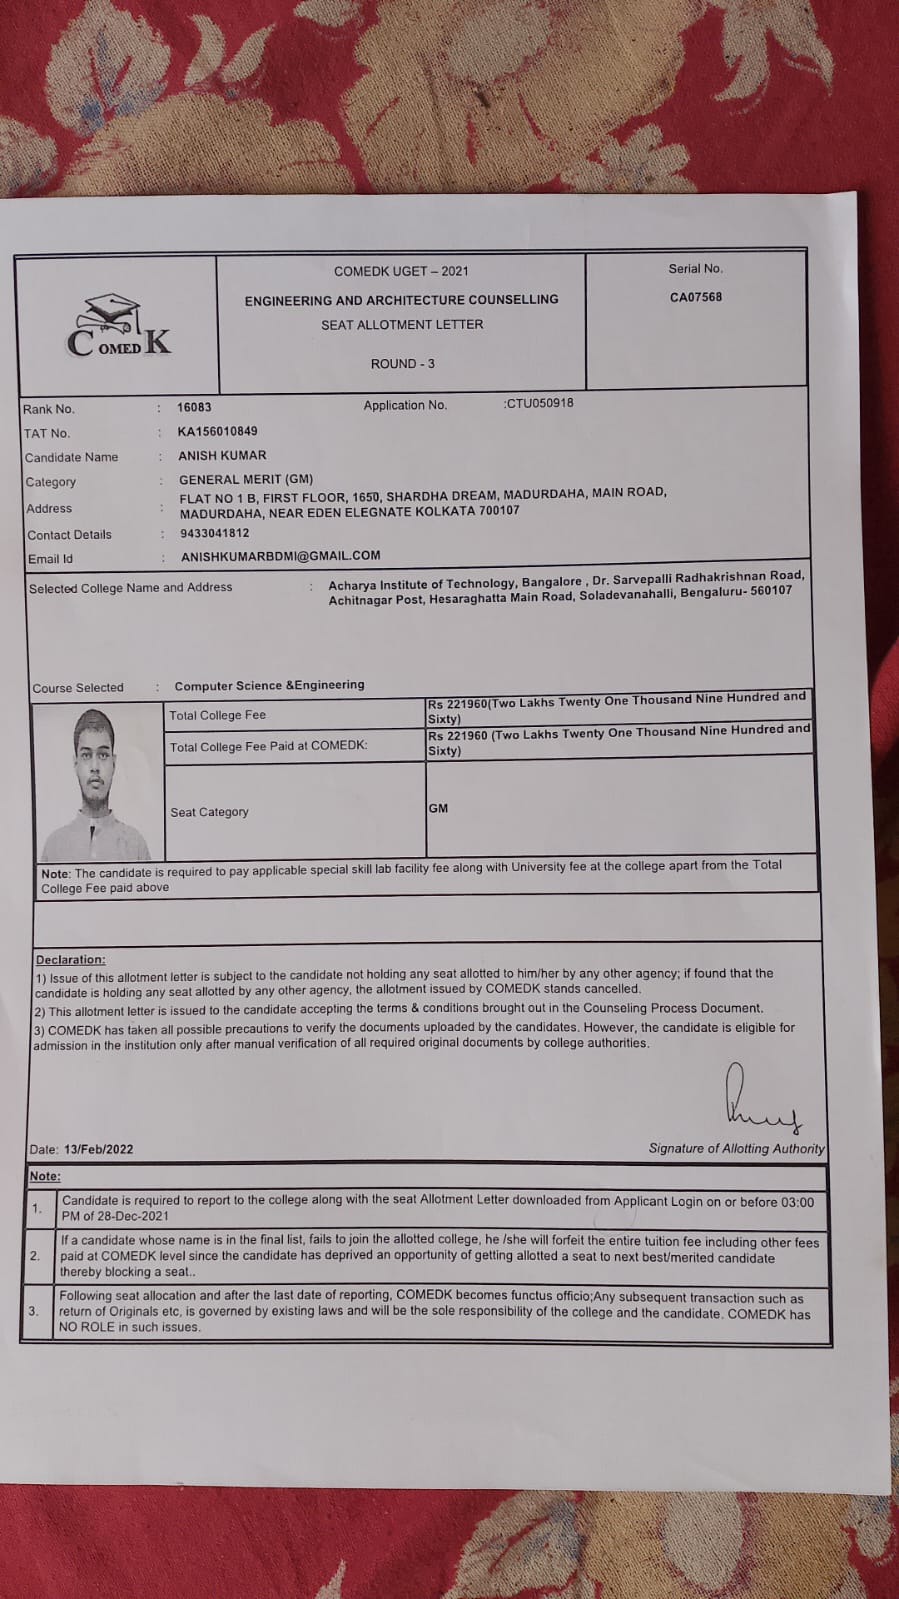 COMEDK
COMEDK UGET – 2021
ENGINEERING AND ARCHITECTURE COUNSELLING
SEAT ALLOTMENT LETTER
ROUND - 3
Serial No.
CA07568
Rank No. : 16083 Application No. :CTU050918
TAT No. : KA156010849
Candidate Name : ANISH KUMAR
Category : GENERAL MERIT (GM)
Address : FLAT NO 1 B, FIRST FLOOR, 1650, SHARDHA DREAM, MADURDAHA, MAIN ROAD,
MADURDAHA, NEAR EDEN ELEGNATE KOLKATA 700107
Contact Details : 9433041812
Email Id : ANISHKUMARBDMI@GMAIL.COM
Selected College Name and Address : Acharya Institute of Technology, Bangalore , Dr. Sarvepalli Radhakrishnan Road,
Achitnagar Post, Hesaraghatta Main Road, Soladevanahalli, Bengaluru- 560107
Course Selected : Computer Science &Engineering
Total College Fee Rs 221960(Two Lakhs Twenty One Thousand Nine Hundred and
Sixty)
Total College Fee Paid at COMEDK: Rs 221960 (Two Lakhs Twenty One Thousand Nine Hundred and
Sixty)
Seat Category GM
Note: The candidate is required to pay applicable special skill lab facility fee along with University fee at the college apart from the Total
College Fee paid above
Declaration:
1) Issue of this allotment letter is subject to the candidate not holding any seat allotted to him/her by any other agency; if found that the
candidate is holding any seat allotted by any other agency, the allotment issued by COMEDK stands cancelled.
2) This allotment letter is issued to the candidate accepting the terms & conditions brought out in the Counseling Process Document.
3) COMEDK has taken all possible precautions to verify the documents uploaded by the candidates. However, the candidate is eligible for
admission in the institution only after manual verification of all required original documents by college authorities.
Date: 13/Feb/2022 Signature of Allotting Authority
Note:
1. Candidate is required to report to the college along with the seat Allotment Letter downloaded from Applicant Login on or before 03:00
PM of 28-Dec-2021
2. If a candidate whose name is in the final list, fails to join the allotted college, he /she will forfeit the entire tuition fee including other fees
paid at COMEDK level since the candidate has deprived an opportunity of getting allotted a seat to next best/merited candidate
thereby blocking a seat..
3. Following seat allocation and after the last date of reporting, COMEDK becomes functus officio;Any subsequent transaction such as
return of Originals etc, is governed by existing laws and will be the sole responsibility of the college and the candidate. COMEDK has
NO ROLE in such issues.